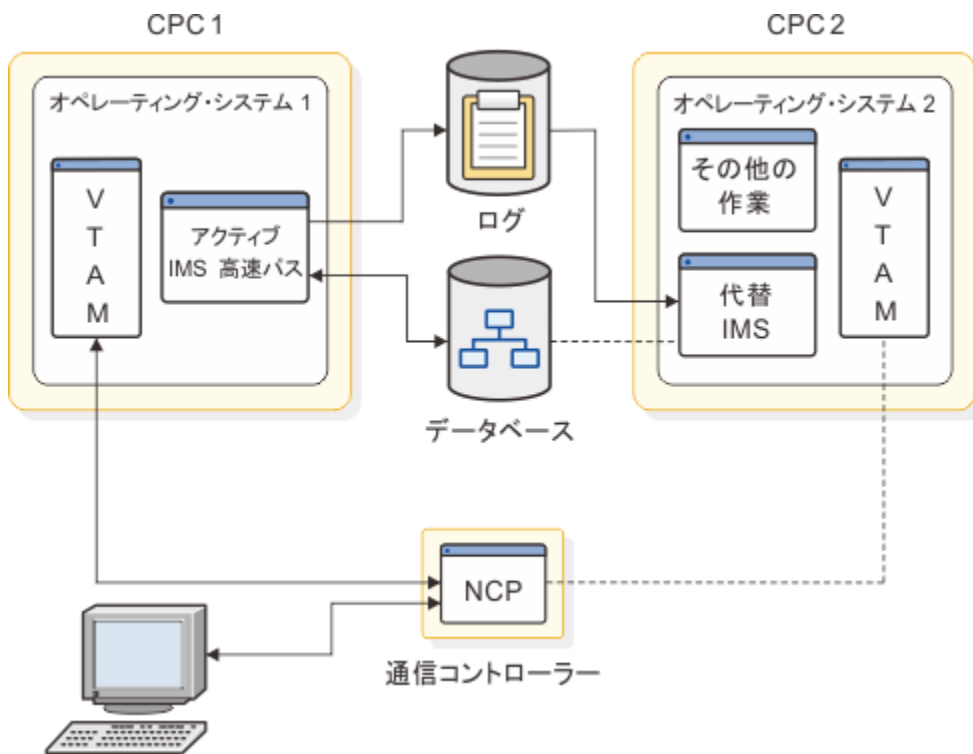 CPC 1
CPC 2
オペレーティング・システム 1
VTAM
アクティブ
IMS 高速パス
ログ
データベース
オペレーティング・システム 2
その他の
作業
代替
IMS
VTAM
NCP
通信コントローラー